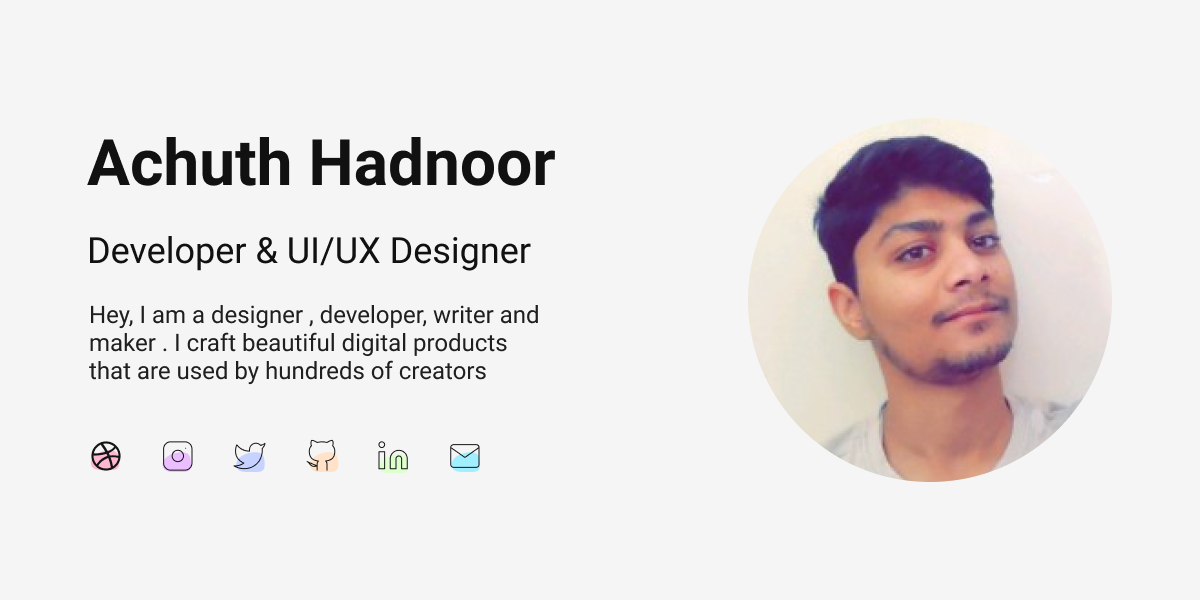 Achuth Hadnoor
Developer & UI/UX Designer
Hey, I am a designer , developer, writer and
maker . I craft beautiful digital products
that are used by hundreds of creators